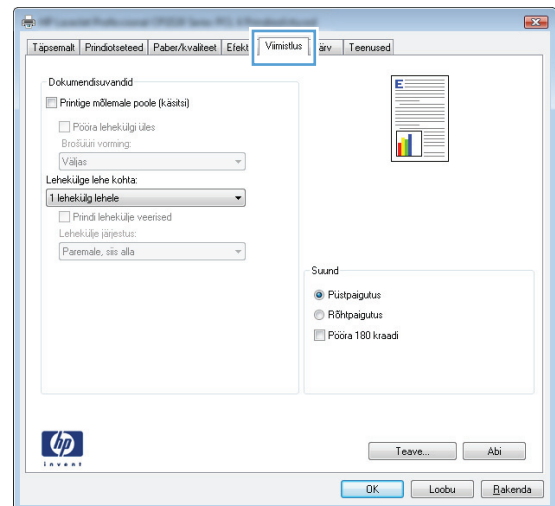 Täpsemalt Prindiotseteed Paber/kvaliteet Efekt Viimistlus ärv Teenused
Dokumendisuvandid
Printige mõlemale poole (käsitsi)
Pööra lehekülgi üles
Brošüüri vorming:
Väljas
Lehekülge lehe kohta:
1 lehekülg lehele
Prindi lehekülje veerised
Lehekülje järjestus:
Paremale, siis alla
E
Suund
Püstpaigutus
Rõhtpaigutus
Pööra 180 kraadi
hp
invent
Teave... Abi
OK Loobu Rakenda